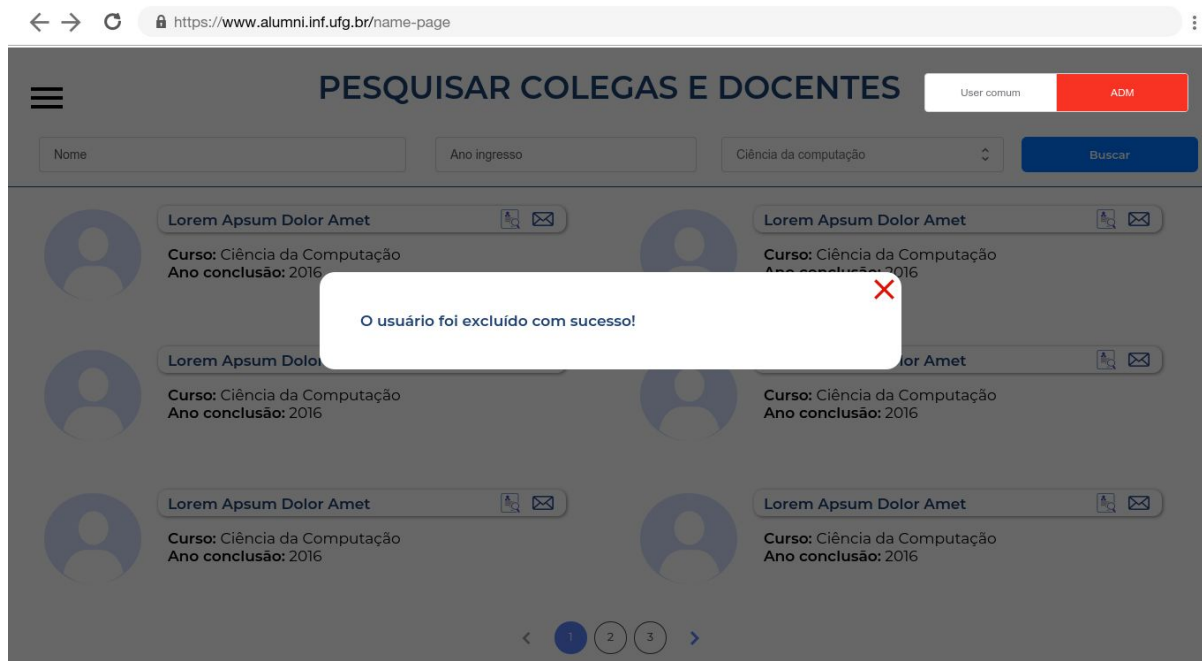 https://www.alumni.inf.ufg.br/name-page
PESQUISAR COLEGAS E DOCENTES
User comum
ADM
Nome
Ano ingresso
Ciência da computação
Buscar
Lorem Apsum Dolor Amet
Curso: Ciência da Computação
Ano conclusão: 2016
Lorem Apsum Dolor Amet
Curso: Ciência da Computação
Ano conclusão: 2016
O usuário foi excluído com sucesso!
Lorem Apsum Dolor
Curso: Ciência da Computação
Ano conclusão: 2016
Amet
Curso: Ciência da Computação
Ano conclusão: 2016
Lorem Apsum Dolor Amet
Curso: Ciência da Computação
Ano conclusão: 2016
Lorem Apsum Dolor Amet
Curso: Ciência da Computação
Ano conclusão: 2016
1 2 3